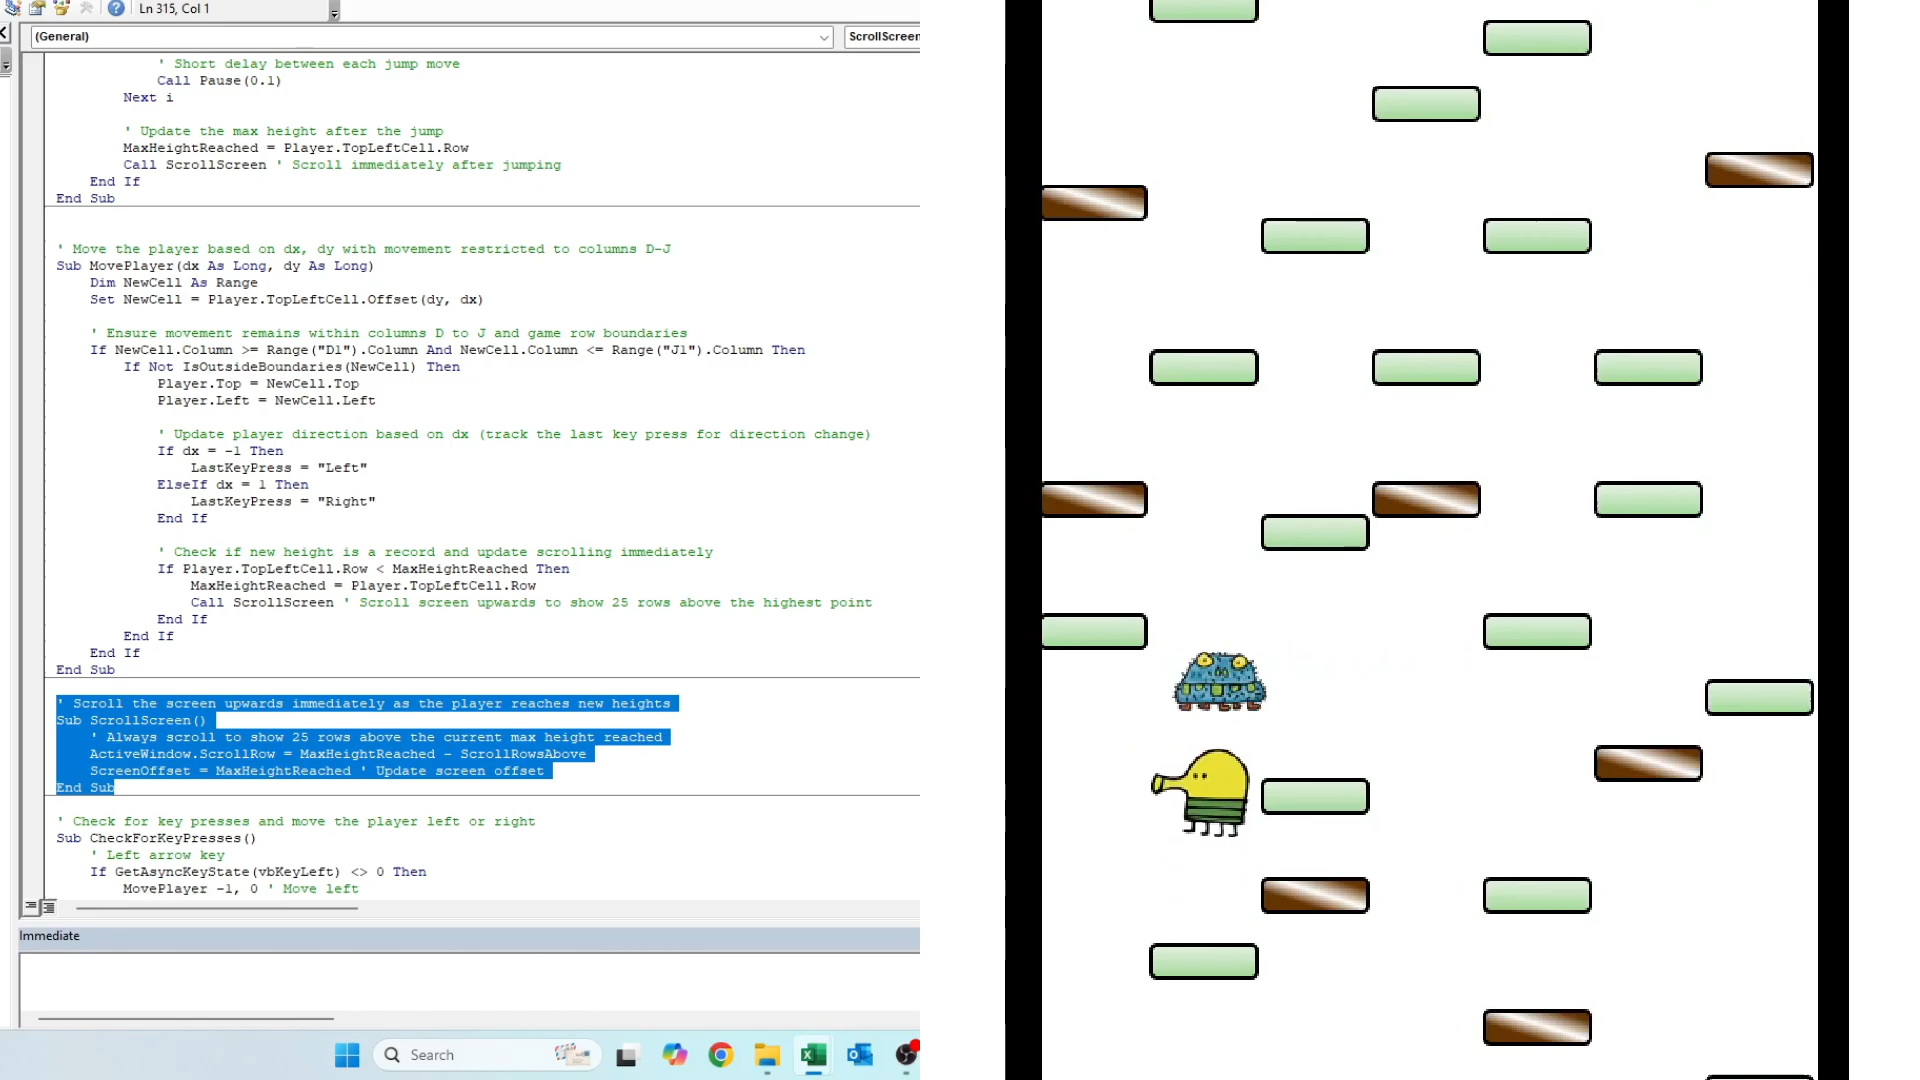 Ln 315, Col 1
(General)
ScrollScreen
' Short delay between each jump move
Call Pause(0.1)
Next i
' Update the max height after the jump
MaxHeightReached = Player.TopLeftCell.Row
Call ScrollScreen ' Scroll immediately after jumping
End If
End Sub
' Move the player based on dx, dy with movement restricted to columns D-J
Sub MovePlayer(dx As Long, dy As Long)
Dim NewCell As Range
Set NewCell = Player.TopLeftCell.Offset(dy, dx)
' Ensure movement remains within columns D to J and game row boundaries
If NewCell.Column >= Range("D1").Column And NewCell.Column <= Range("J1").Column Then
If Not IsOutsideBoundaries(NewCell) Then
Player.Top = NewCell.Top
Player.Left = NewCell.Left
' Update player direction based on dx (track the last key press for direction change)
If dx = -1 Then
LastKeyPress = "Left"
ElseIf dx = 1 Then
LastKeyPress = "Right"
End If
' Check if new height is a record and update scrolling immediately
If Player.TopLeftCell.Row < MaxHeightReached Then
MaxHeightReached = Player.TopLeftCell.Row
Call ScrollScreen ' Scroll screen upwards to show 25 rows above the highest point
End If
End If
End If
End Sub
' Scroll the screen upwards immediately as the player reaches new heights
Sub ScrollScreen()
' Always scroll to show 25 rows above the current max height reached
ActiveWindow.ScrollRow = MaxHeightReached - ScrollRowsAbove
ScreenOffset = MaxHeightReached ' Update screen offset
End Sub
' Check for key presses and move the player left or right
Sub CheckForKeyPresses()
' Left arrow key
If GetAsyncKeyState(vbKeyLeft) <> 0 Then
MovePlayer -1, 0 ' Move left
Immediate
Search